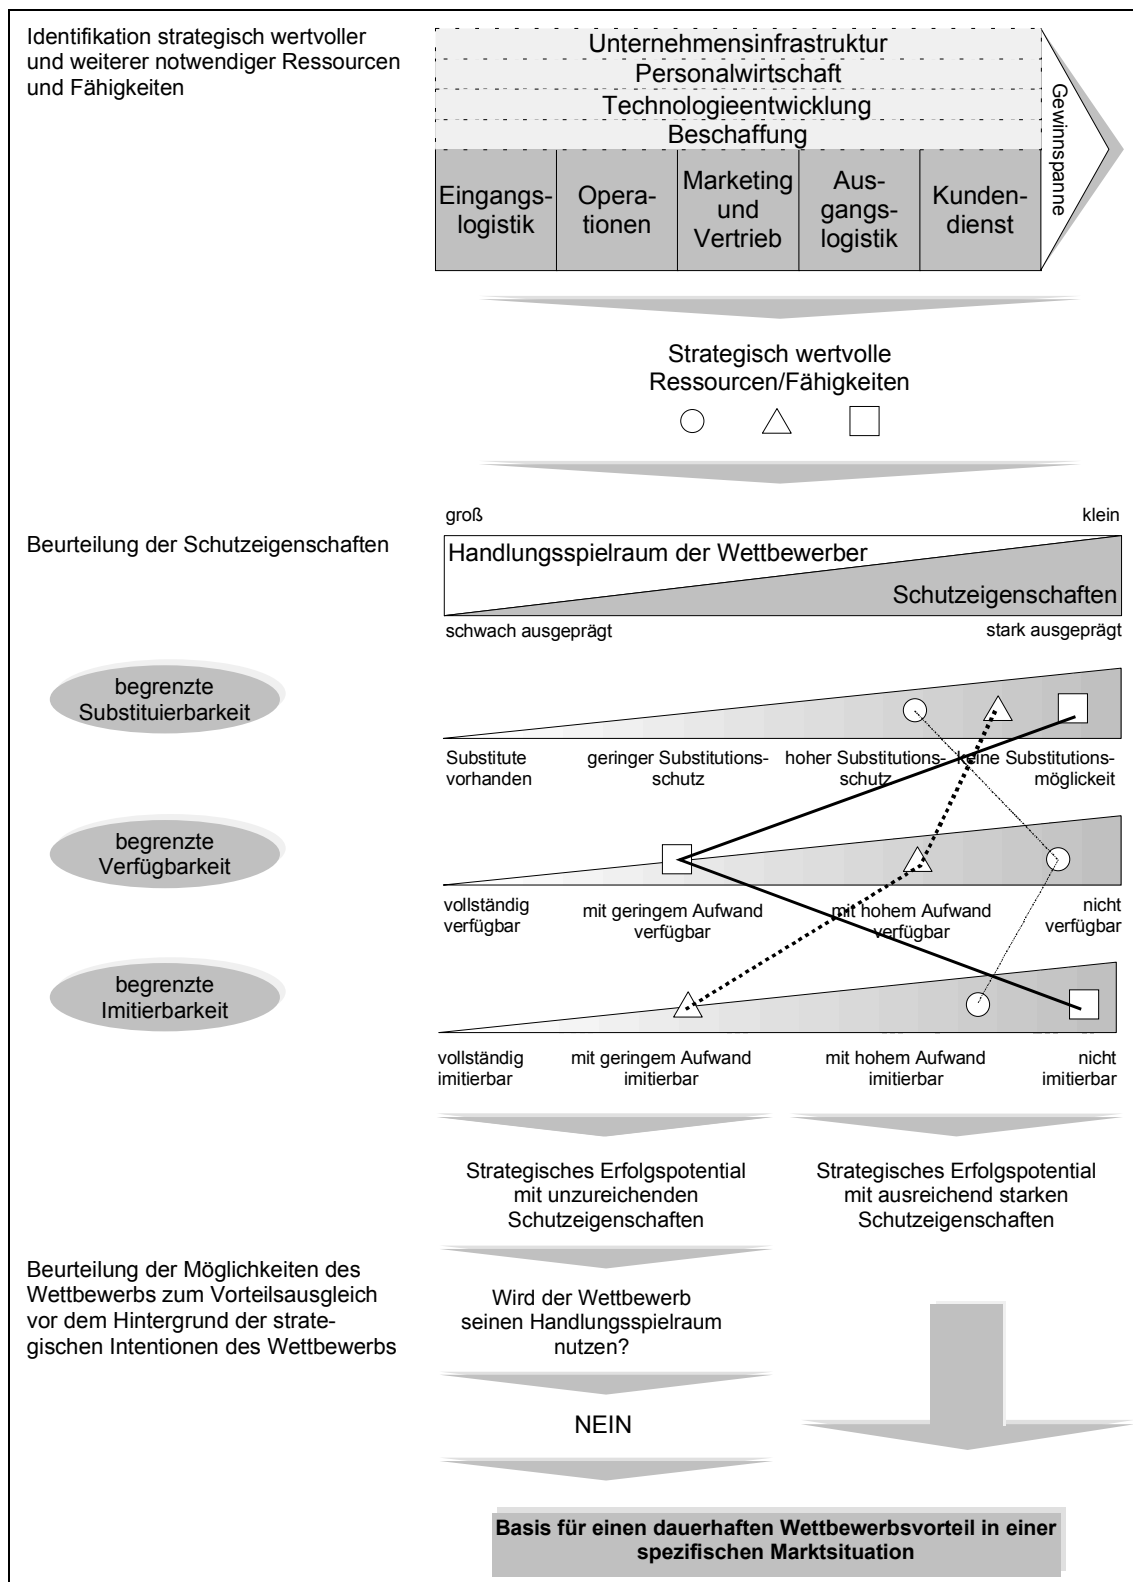 Identifikation strategisch wertvoller
und weiterer notwendiger Ressourcen
und Fähigkeiten
Unternehmensinfrastruktur
Personalwirtschaft
Technologieentwicklung
Beschaffung
Gewinnspanne
Eingangs-
logistik
Opera-
tionen
Marketing
und
Vertrieb
Aus-
gangs-
logistik
Kunden-
dienst
Strategisch wertvolle
Ressourcen/Fähigkeiten
groß
klein
Beurteilung der Schutzeigenschaften
Handlungsspielraum der Wettbewerber
Schutzeigenschaften
schwach ausgeprägt
stark ausgeprägt
begrenzte
Substituierbarkeit
Substitute
vorhanden
geringer Substitutions-
schutz
hoher Substitutions-
schutz
keine Substitutions-
möglickeit
begrenzte
Verfügbarkeit
vollständig
verfügbar
mit geringem Aufwand
verfügbar
mit hohem Aufwand
verfügbar
nicht
verfügbar
begrenzte
Imitierbarkeit
vollständig
imitierbar
mit geringem Aufwand
imitierbar
mit hohem Aufwand
imitierbar
nicht
imitierbar
Strategisches Erfolgspotential
mit unzureichenden
Schutzeigenschaften
Strategisches Erfolgspotential
mit ausreichend starken
Schutzeigenschaften
Beurteilung der Möglichkeiten des
Wettbewerbs zum Vorteilsausgleich
vor dem Hintergrund der strate-
gischen Intentionen des Wettbewerbs
Wird der Wettbewerb
seinen Handlungsspielraum
nutzen?
NEIN
Basis für einen dauerhaften Wettbewerbsvorteil in einer
spezifischen Marktsituation